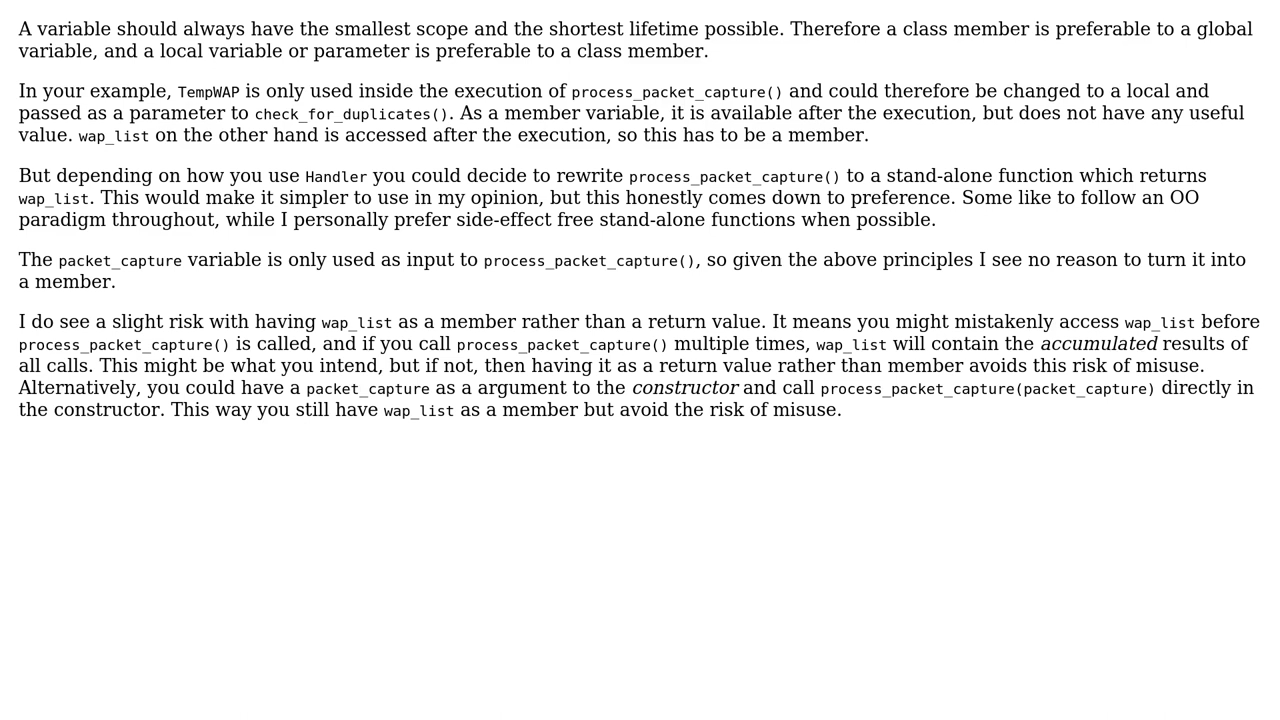 A variable should always have the smallest scope and the shortest lifetime possible. Therefore a class member is preferable to a global
variable, and a local variable or parameter is preferable to a class member.
In your example, TempWAP is only used inside the execution of process_packet_capture() and could therefore be changed to a local and
passed as a parameter to check_for_duplicates(). As a member variable, it is available after the execution, but does not have any useful
value. wap_list on the other hand is accessed after the execution, so this has to be a member.
But depending on how you use Handler you could decide to rewrite process_packet_capture() to a stand-alone function which returns
wap_list. This would make it simpler to use in my opinion, but this honestly comes down to preference. Some like to follow an OO
paradigm throughout, while I personally prefer side-effect free stand-alone functions when possible.
The packet_capture variable is only used as input to process_packet_capture(), so given the above principles I see no reason to turn it into
a member.
I do see a slight risk with having wap_list as a member rather than a return value. It means you might mistakenly access wap_list before
process_packet_capture() is called, and if you call process_packet_capture() multiple times, wap_list will contain the accumulated results of
all calls. This might be what you intend, but if not, then having it as a return value rather than member avoids this risk of misuse.
Alternatively, you could have a packet_capture as a argument to the constructor and call process_packet_capture(packet_capture) directly in
the constructor. This way you still have wap_list as a member but avoid the risk of misuse.